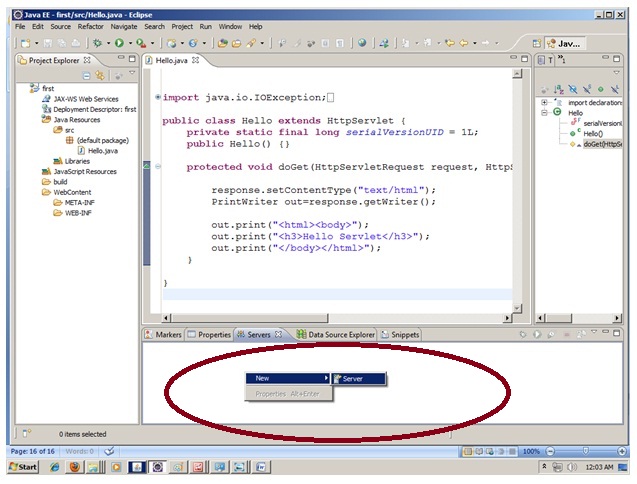 Java EE - first/src/Hello.java - Eclipse
File Edit Source Refactor Navigate Search Project Run Window Help
Jav...
Project Explorer
Hello.java
T
»1
first
JAX-WS Web Services
Deployment Descriptor: first
Java Resources
src
(default package)
Hello.java
Libraries
JavaScript Resources
build
WebContent
META-INF
WEB-INF
import java.io.IOException;
public class Hello extends HttpServlet {
private static final long serialVersionUID = 1L;
public Hello() {}
protected void doGet(HttpServletRequest request, HttpS
response.setContentType("text/html");
PrintWriter out=response.getWriter();
out.print("<html><body>");
out.print("<h3>Hello Servlet</h3>");
out.print("</body></html>");
}
}
import declarations
Hello
serialVersionU
Hello()
doGet(HttpSer
Markers Properties Servers Data Source Explorer Snippets
New
Server
Properties Alt+Enter
0 items selected
Page: 16 of 16 Words: 0 100%
Start 12:03 AM